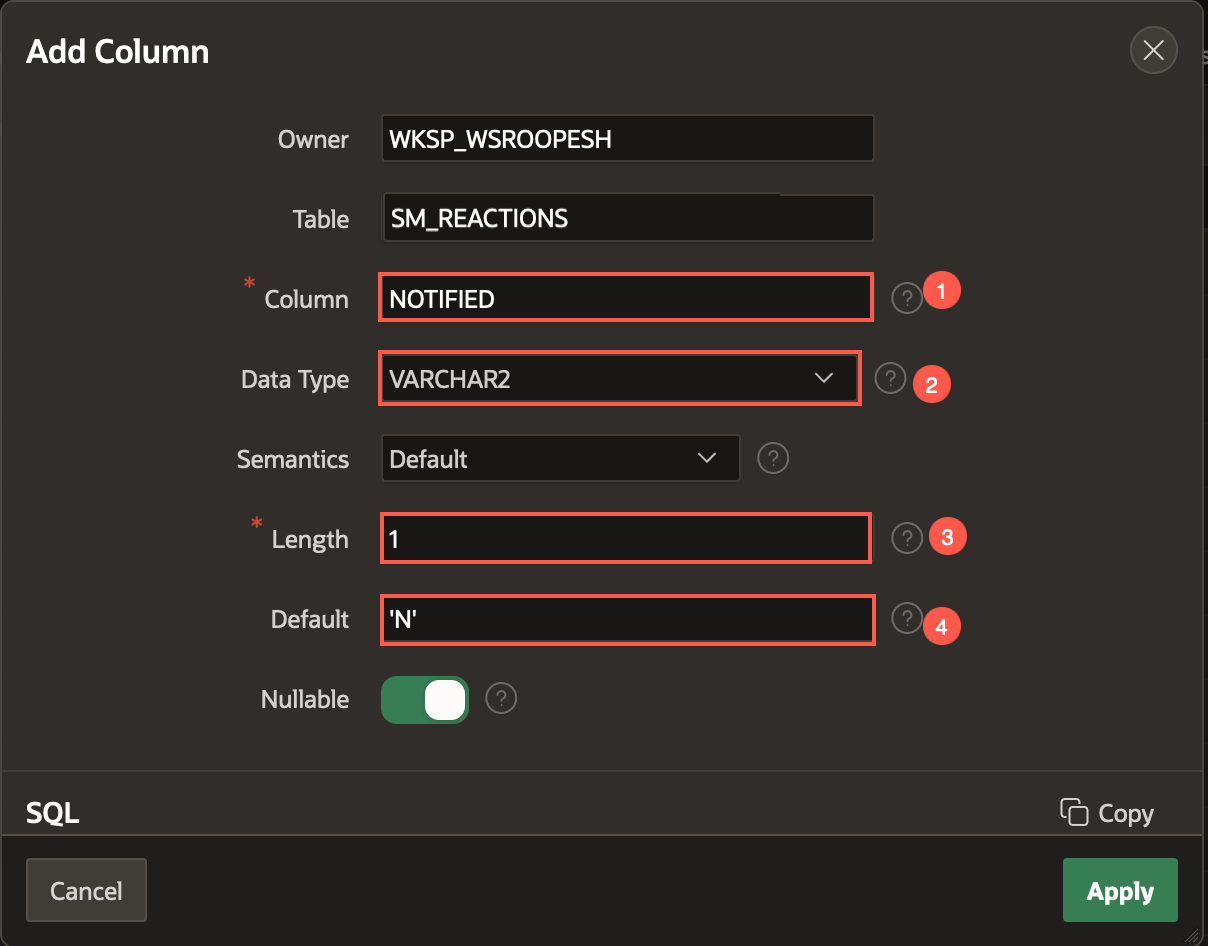 Add Column
Owner WKSP_WSROOPESH
Table SM_REACTIONS
* Column NOTIFIED ? 1
Data Type VARCHAR2 ? 2
Semantics Default ?
* Length 1 ? 3
Default 'N' ? 4
Nullable ?
SQL Copy
Cancel Apply